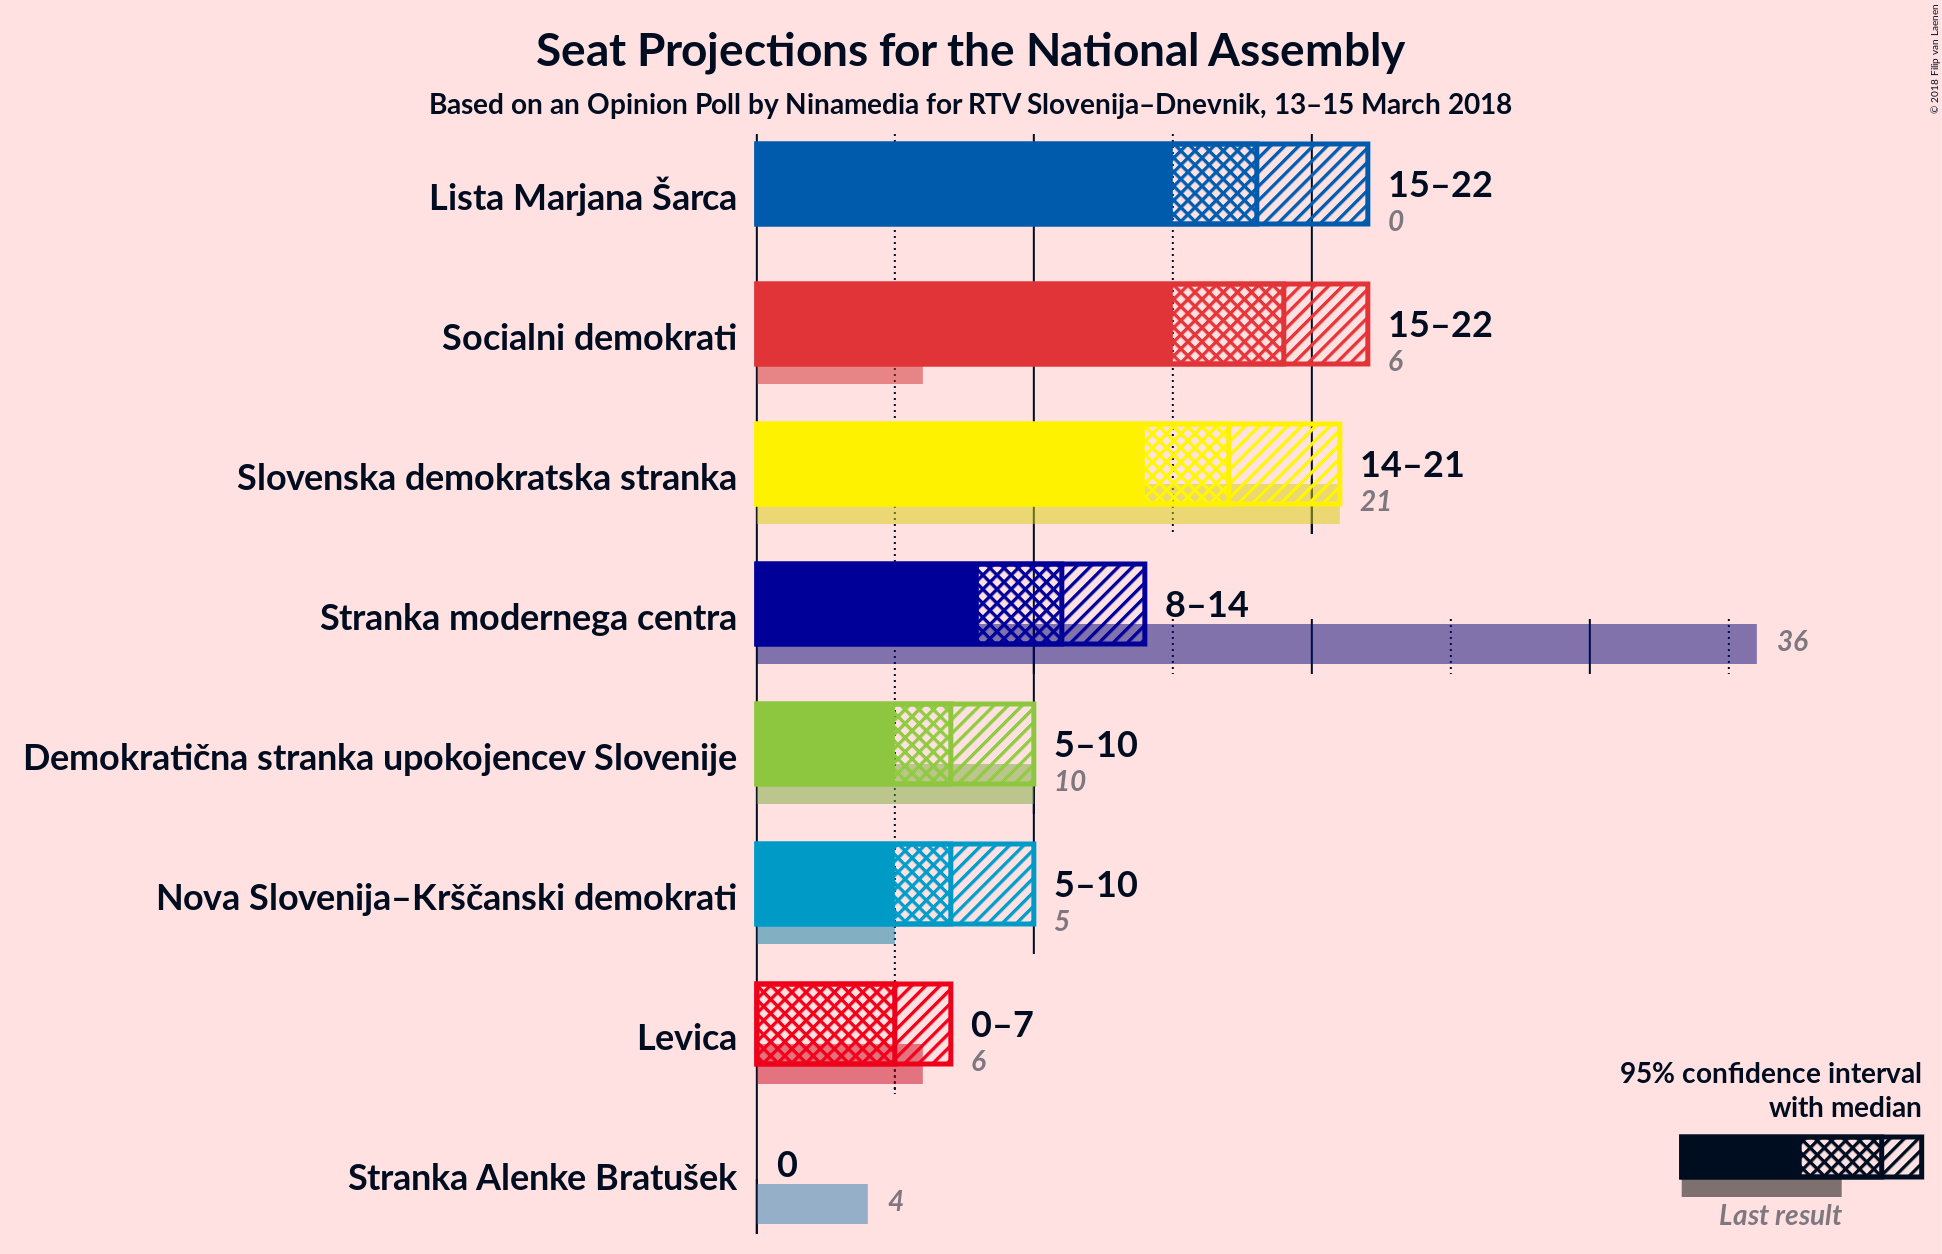 Seat Projections for the National Assembly
Based on an Opinion Poll by Ninamedia for RTV Slovenija–Dnevnik, 13–15 March 2018
© 2018 Filip van Laenen
Lista Marjana Šarca
15–22
0
Socialni demokrati
15–22
6
Slovenska demokratska stranka
14–21
21
Stranka modernega centra
8–14
36
Demokratična stranka upokojencev Slovenije
5–10
10
Nova Slovenija–Krščanski demokrati
5–10
5
Levica
0–7
6
Stranka Alenke Bratušek
0
4
95% confidence interval
with median
Last result